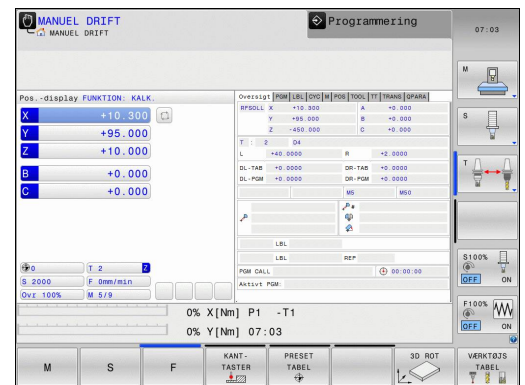 MANUEL DRIFT
MANUEL DRIFT
Programmering
07:03
Pos.-display FUNKTION: KALK.
X +10.300
Y +95.000
Z +10.000
B +0.000
C +0.000
0 T 2 Z
S 2000 F 0mm/min
Ovr 100% M 5/9
Oversigt PGM LBL CYC M POS TOOL TT TRANS QPARA
RFSOLL X +10.300 A +0.000
Y +95.000 B +0.000
Z -450.000 C +0.000
T : 2 D4
L +40.0000 R +2.0000
DL-TAB +0.0000 DR-TAB +0.0000
DL-PGM +0.0000 DR-PGM +0.0000
M5 M50
P #
P
LBL
LBL REP
PGM CALL 00:00:00
Aktivt PGM:
0% X[Nm] P1 -T1
0% Y[Nm] 07:03
M
S
T
S100%
OFF ON
F100%
OFF ON
M
S
F
KANT-
TASTER
PRESET
TABEL
3D ROT
VÆRKTØJS
TABEL